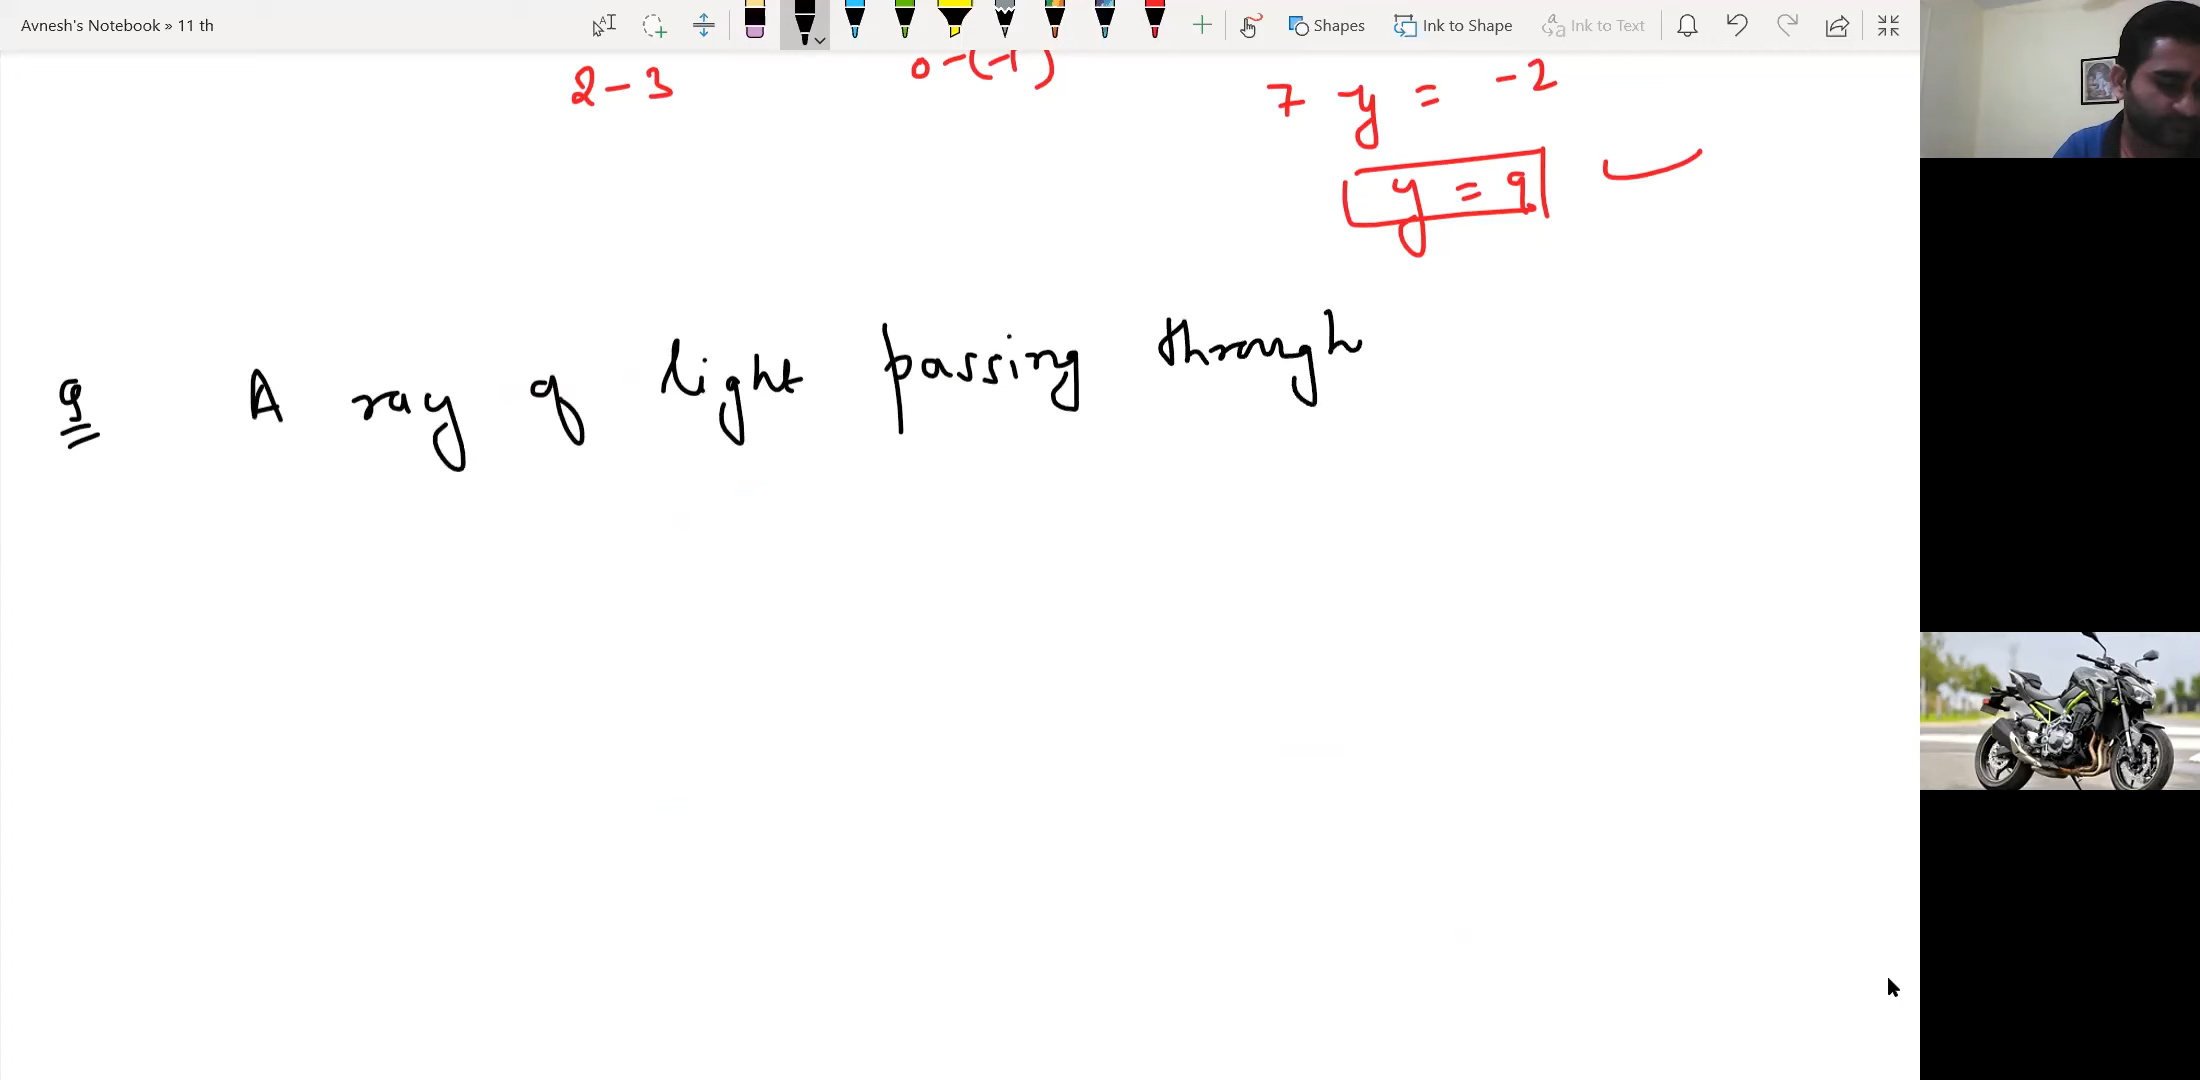 Avnesh's Notebook » 11 th
Shapes
Ink to Shape
Ink to Text
2 - 3
0 - (-1)
7 - y = -2
y = 9
Q A ray of light passing through